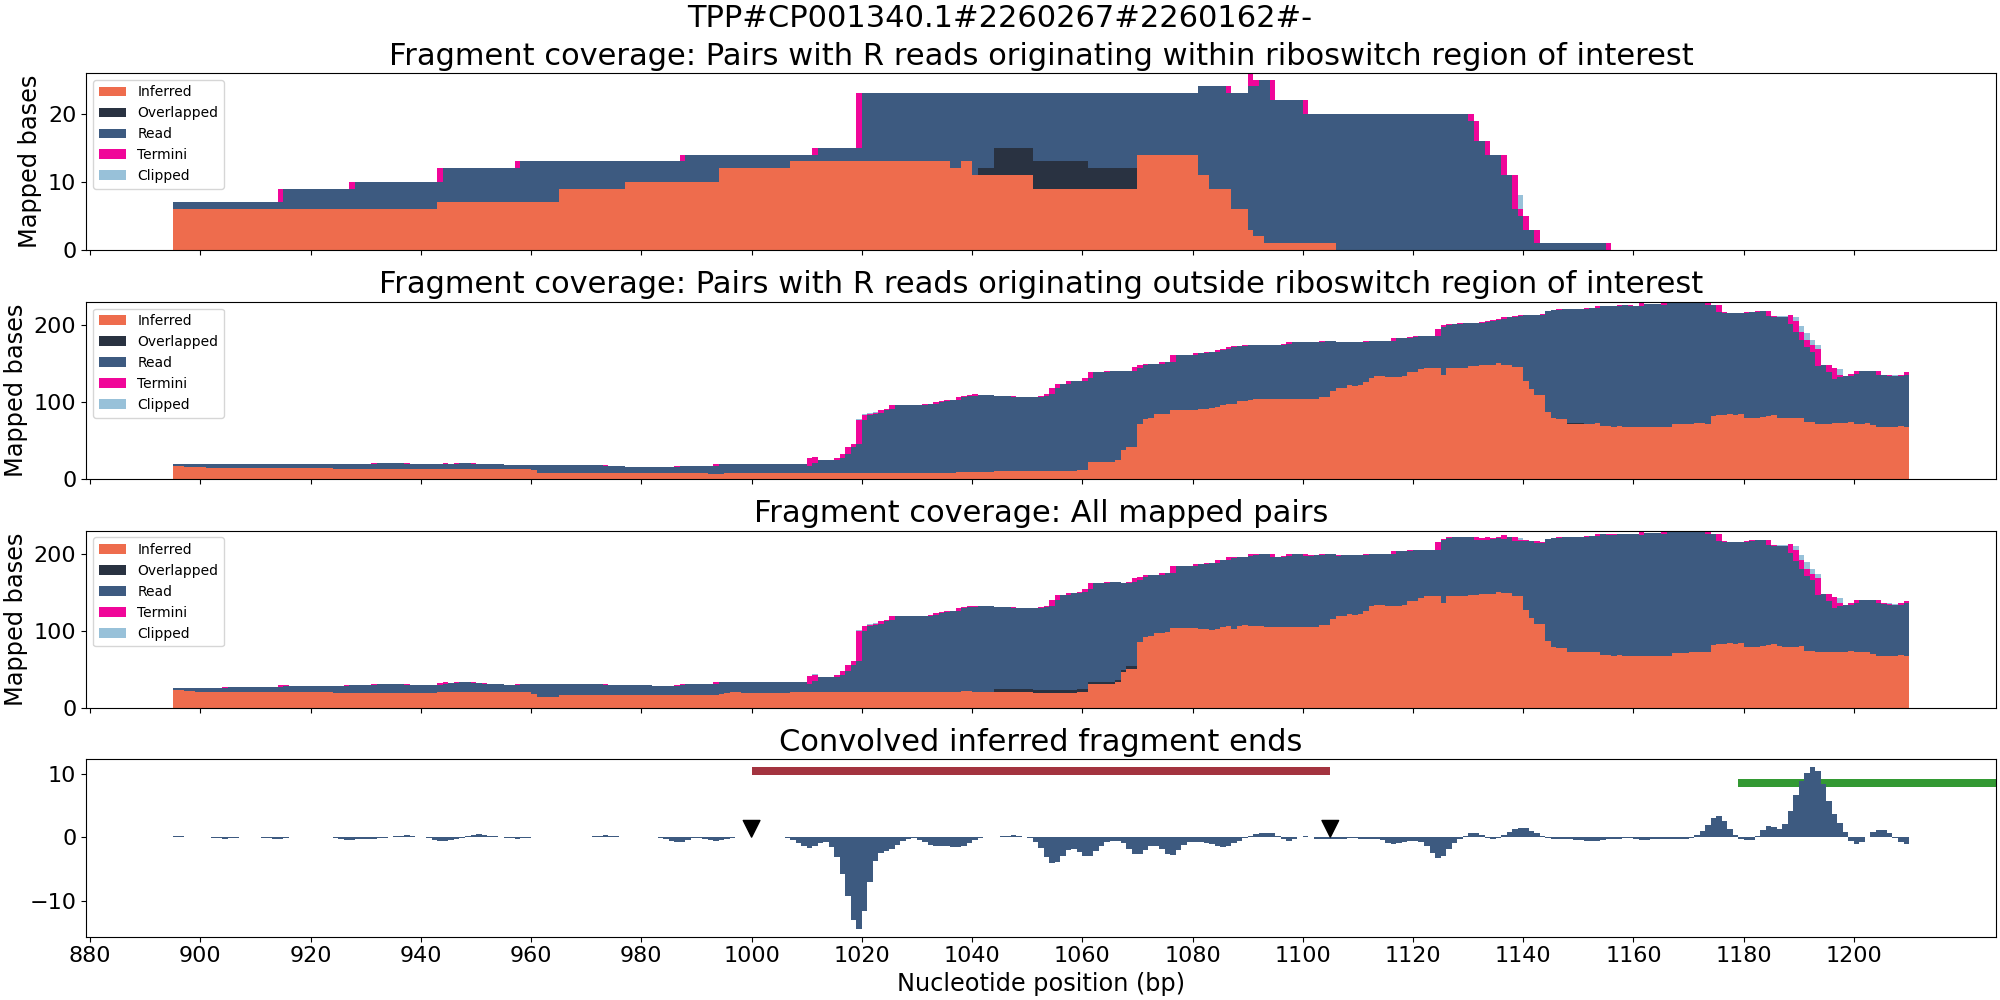 TPP#CP001340.1#2260267#2260162#-
Fragment coverage: Pairs with R reads originating within riboswitch region of interest
Mapped bases
20
10
0
Inferred
Overlapped
Read
Termini
Clipped
Fragment coverage: Pairs with R reads originating outside riboswitch region of interest
Mapped bases
200
100
0
Inferred
Overlapped
Read
Termini
Clipped
Fragment coverage: All mapped pairs
Mapped bases
200
100
0
Inferred
Overlapped
Read
Termini
Clipped
Convolved inferred fragment ends
10
0
−10
880 900 920 940 960 980 1000 1020 1040 1060 1080 1100 1120 1140 1160 1180 1200
Nucleotide position (bp)